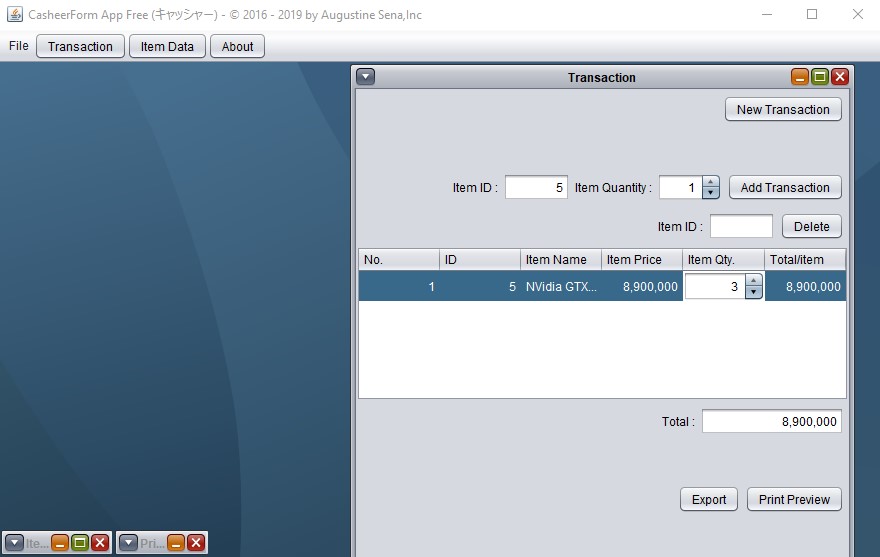 CasheerForm App Free (キャッシャー) - © 2016 - 2019 by Augustine Sena,Inc
File Transaction Item Data About
Transaction
New Transaction
Item ID : 5 Item Quantity : 1 Add Transaction
Item ID : Delete
No. ID Item Name Item Price Item Qty. Total/item
1 5 NVidia GTX... 8,900,000 3 8,900,000
Total : 8,900,000
Export Print Preview
Ite... Pri...